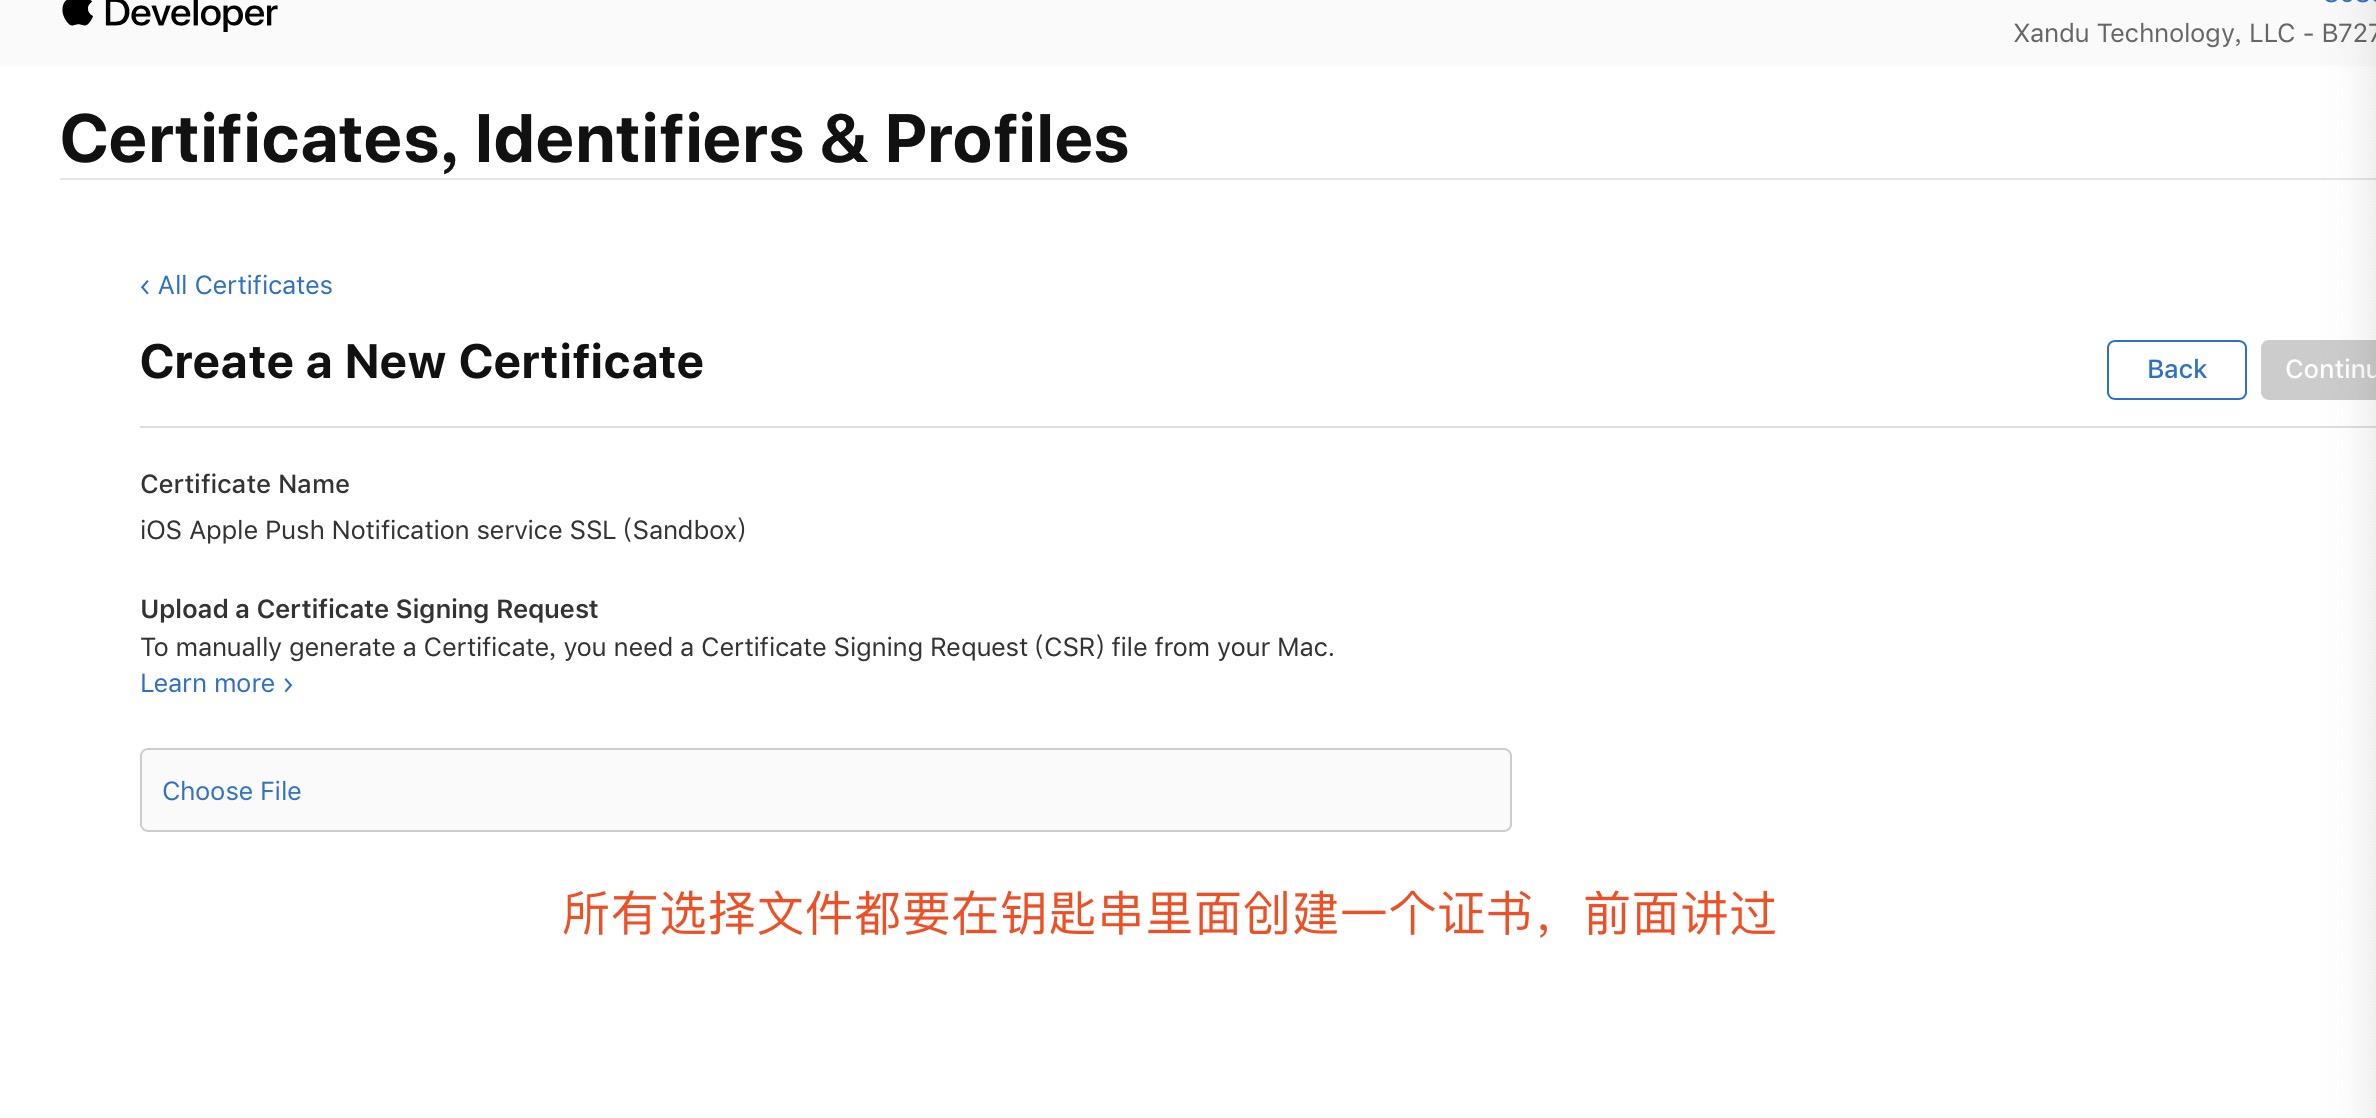 Developer
Xandu Technology, LLC - B727
Certificates, Identifiers & Profiles
‹ All Certificates
Create a New Certificate
Back
Continu
Certificate Name
iOS Apple Push Notification service SSL (Sandbox)
Upload a Certificate Signing Request
To manually generate a Certificate, you need a Certificate Signing Request (CSR) file from your Mac.
Learn more ›
Choose File
所有选择文件都要在钥匙串里面创建一个证书，前面讲过